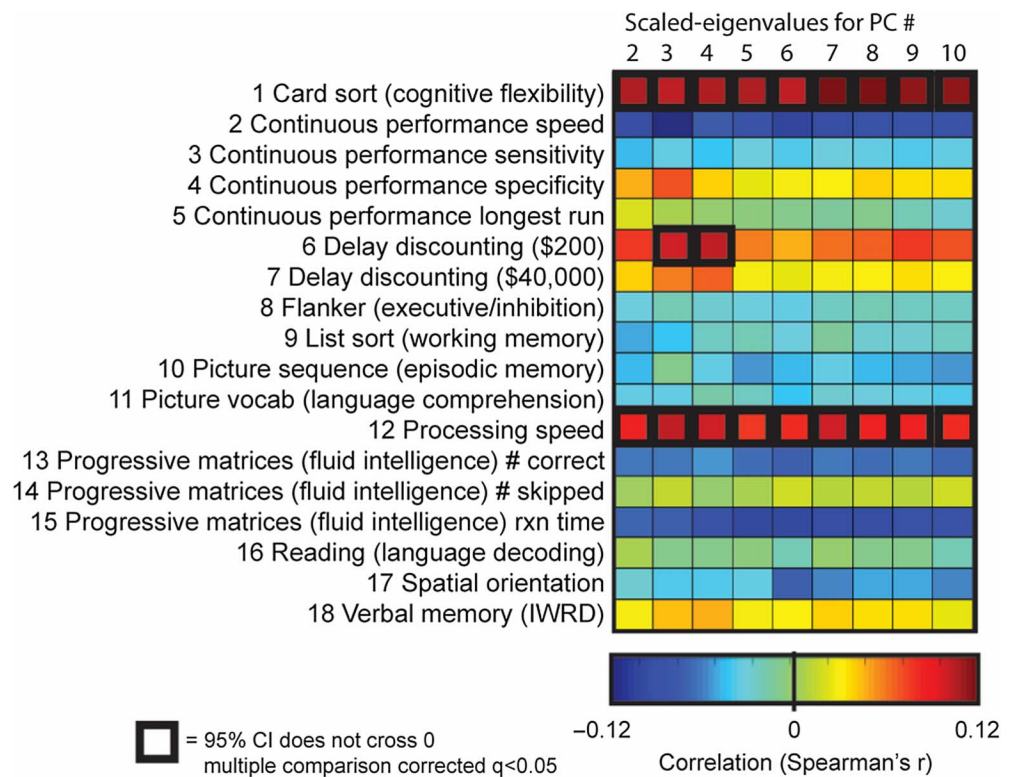 Scaled-eigenvalues for PC #
2 3 4 5 6 7 8 9 10
1 Card sort (cognitive flexibility)
2 Continuous performance speed
3 Continuous performance sensitivity
4 Continuous performance specificity
5 Continuous performance longest run
6 Delay discounting ($200)
7 Delay discounting ($40,000)
8 Flanker (executive/inhibition)
9 List sort (working memory)
10 Picture sequence (episodic memory)
11 Picture vocab (language comprehension)
12 Processing speed
13 Progressive matrices (fluid intelligence) # correct
14 Progressive matrices (fluid intelligence) # skipped
15 Progressive matrices (fluid intelligence) rxn time
16 Reading (language decoding)
17 Spatial orientation
18 Verbal memory (IWRD)
−0.12 0 0.12
Correlation (Spearman's r)
= 95% CI does not cross 0
multiple comparison corrected q<0.05